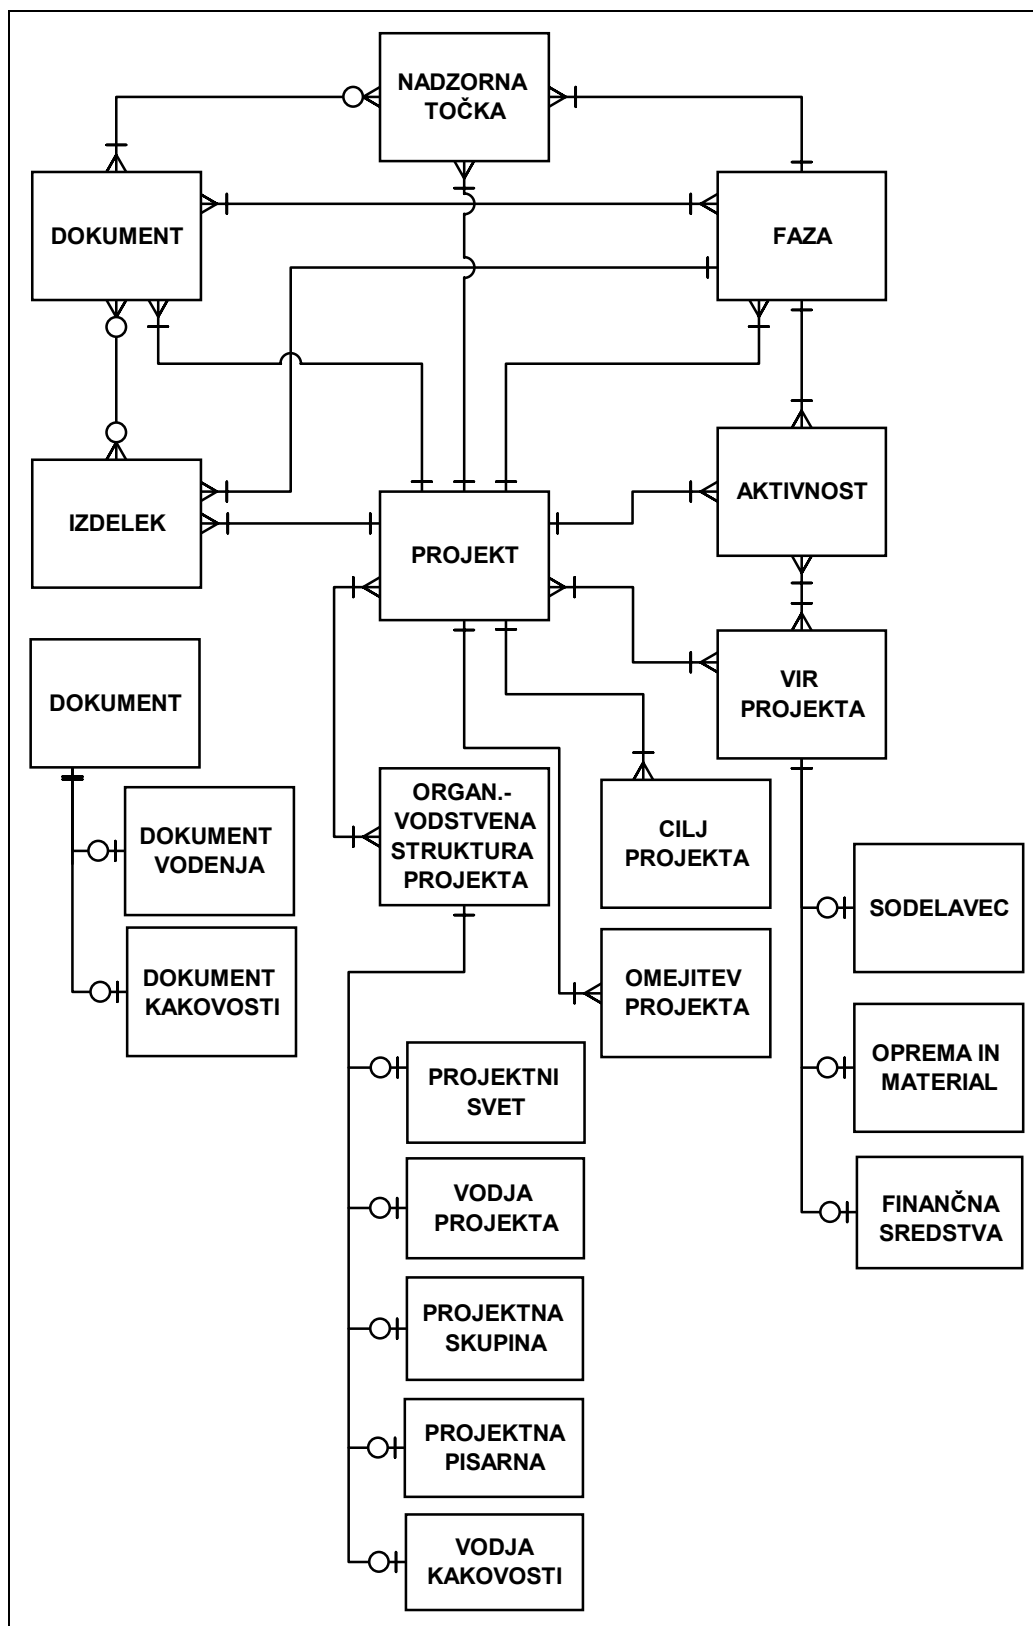 NADZORNA
TOČKA
DOKUMENT
FAZA
IZDELEK
PROJEKT
AKTIVNOST
VIR
PROJEKTA
DOKUMENT
DOKUMENT
VODENJA
DOKUMENT
KAKOVOSTI
ORGAN.-
VODSTVENA
STRUKTURA
PROJEKTA
CILJ
PROJEKTA
OMEJITEV
PROJEKTA
SODELAVEC
OPREMA IN
MATERIAL
FINANČNA
SREDSTVA
PROJEKTNI
SVET
VODJA
PROJEKTA
PROJEKTNA
SKUPINA
PROJEKTNA
PISARNA
VODJA
KAKOVOSTI